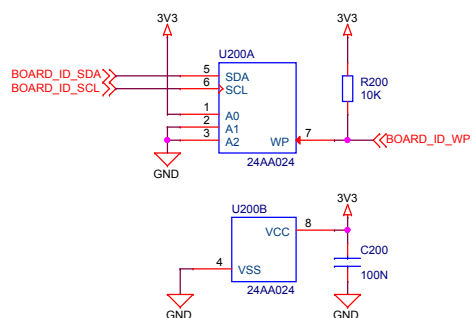 3V3
3V3
U200A
BOARD_ID_SDA
5
SDA
BOARD_ID_SCL
6
SCL
R200
10K
1
A0
2
A1
3
A2
WP
7
BOARD_ID_WP
GND
24AA024
U200B
3V3
VCC
8
C200
100N
4
VSS
24AA024
GND
GND